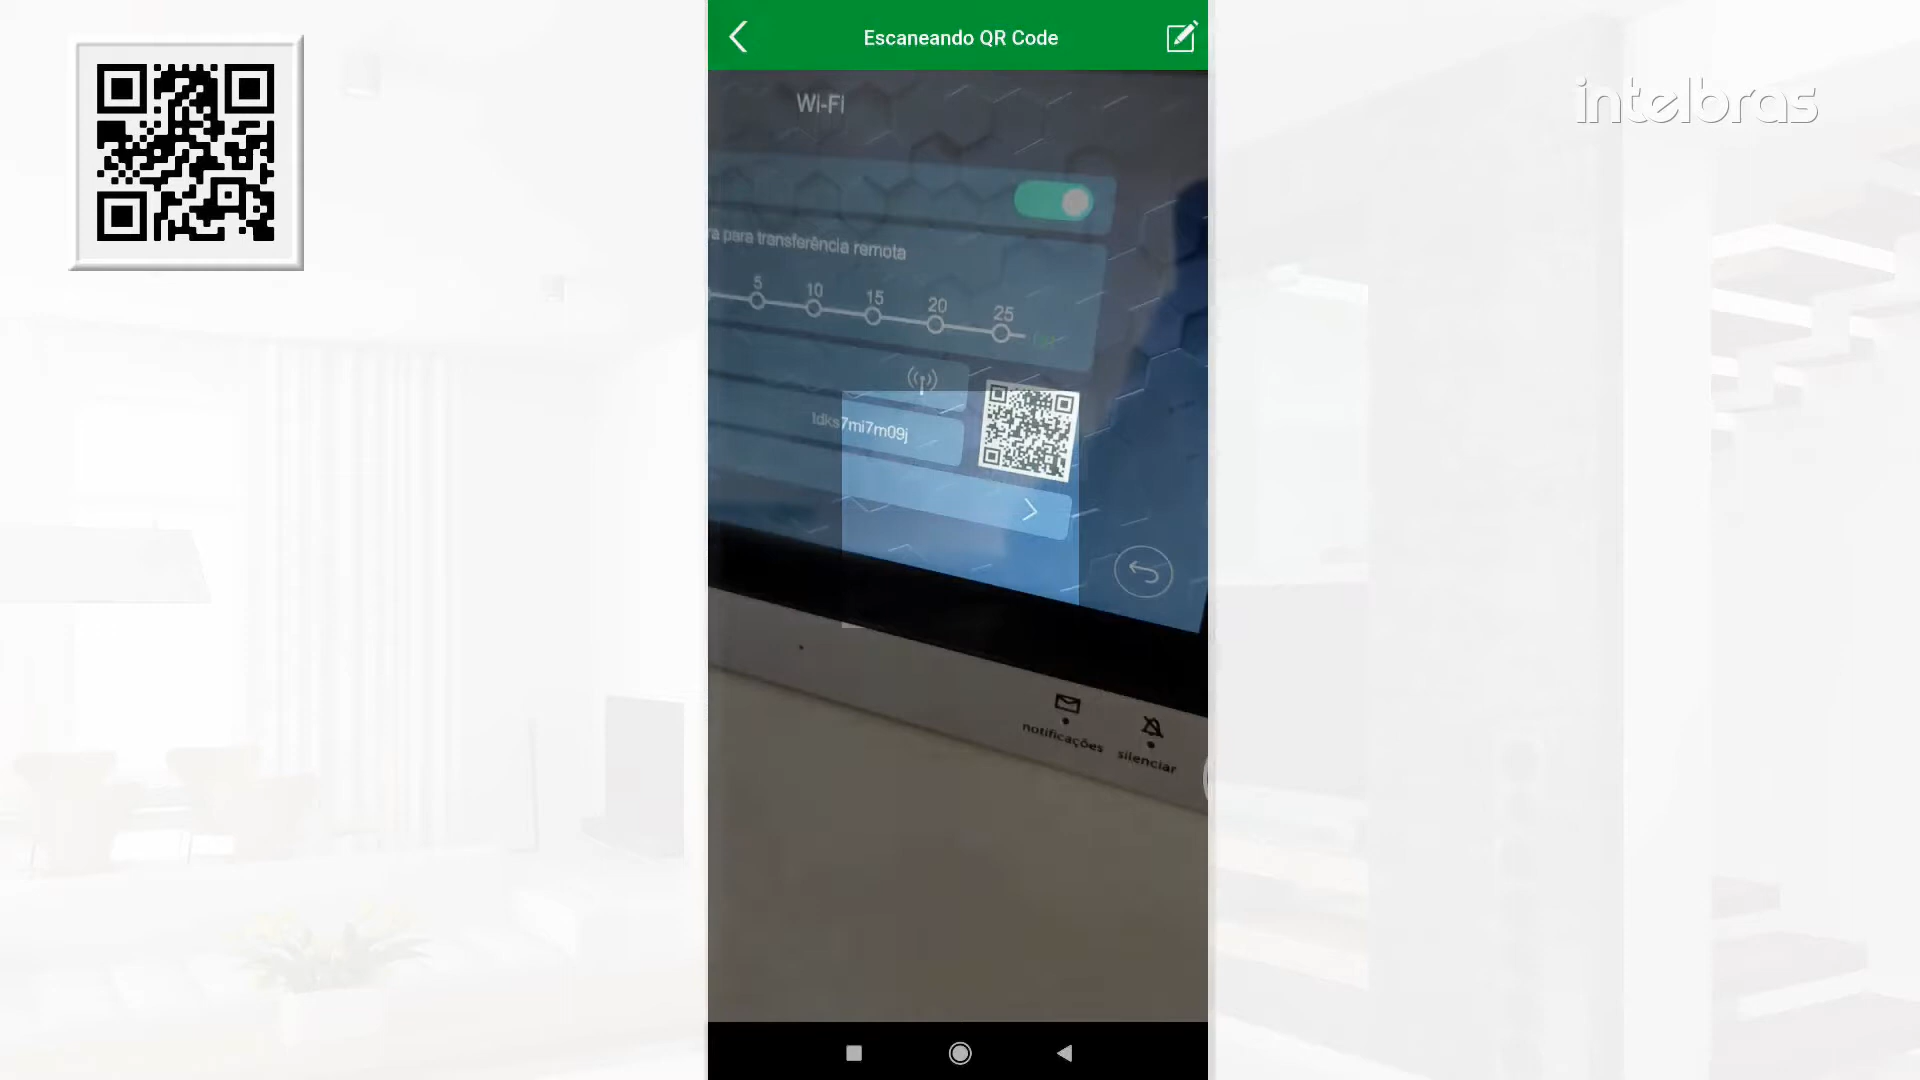 Escaneando QR Code
intelbras
Wi-Fi
ra para transferência remota
5 10 15 20 25
tdks7mi7m09j
notificações
silenciar